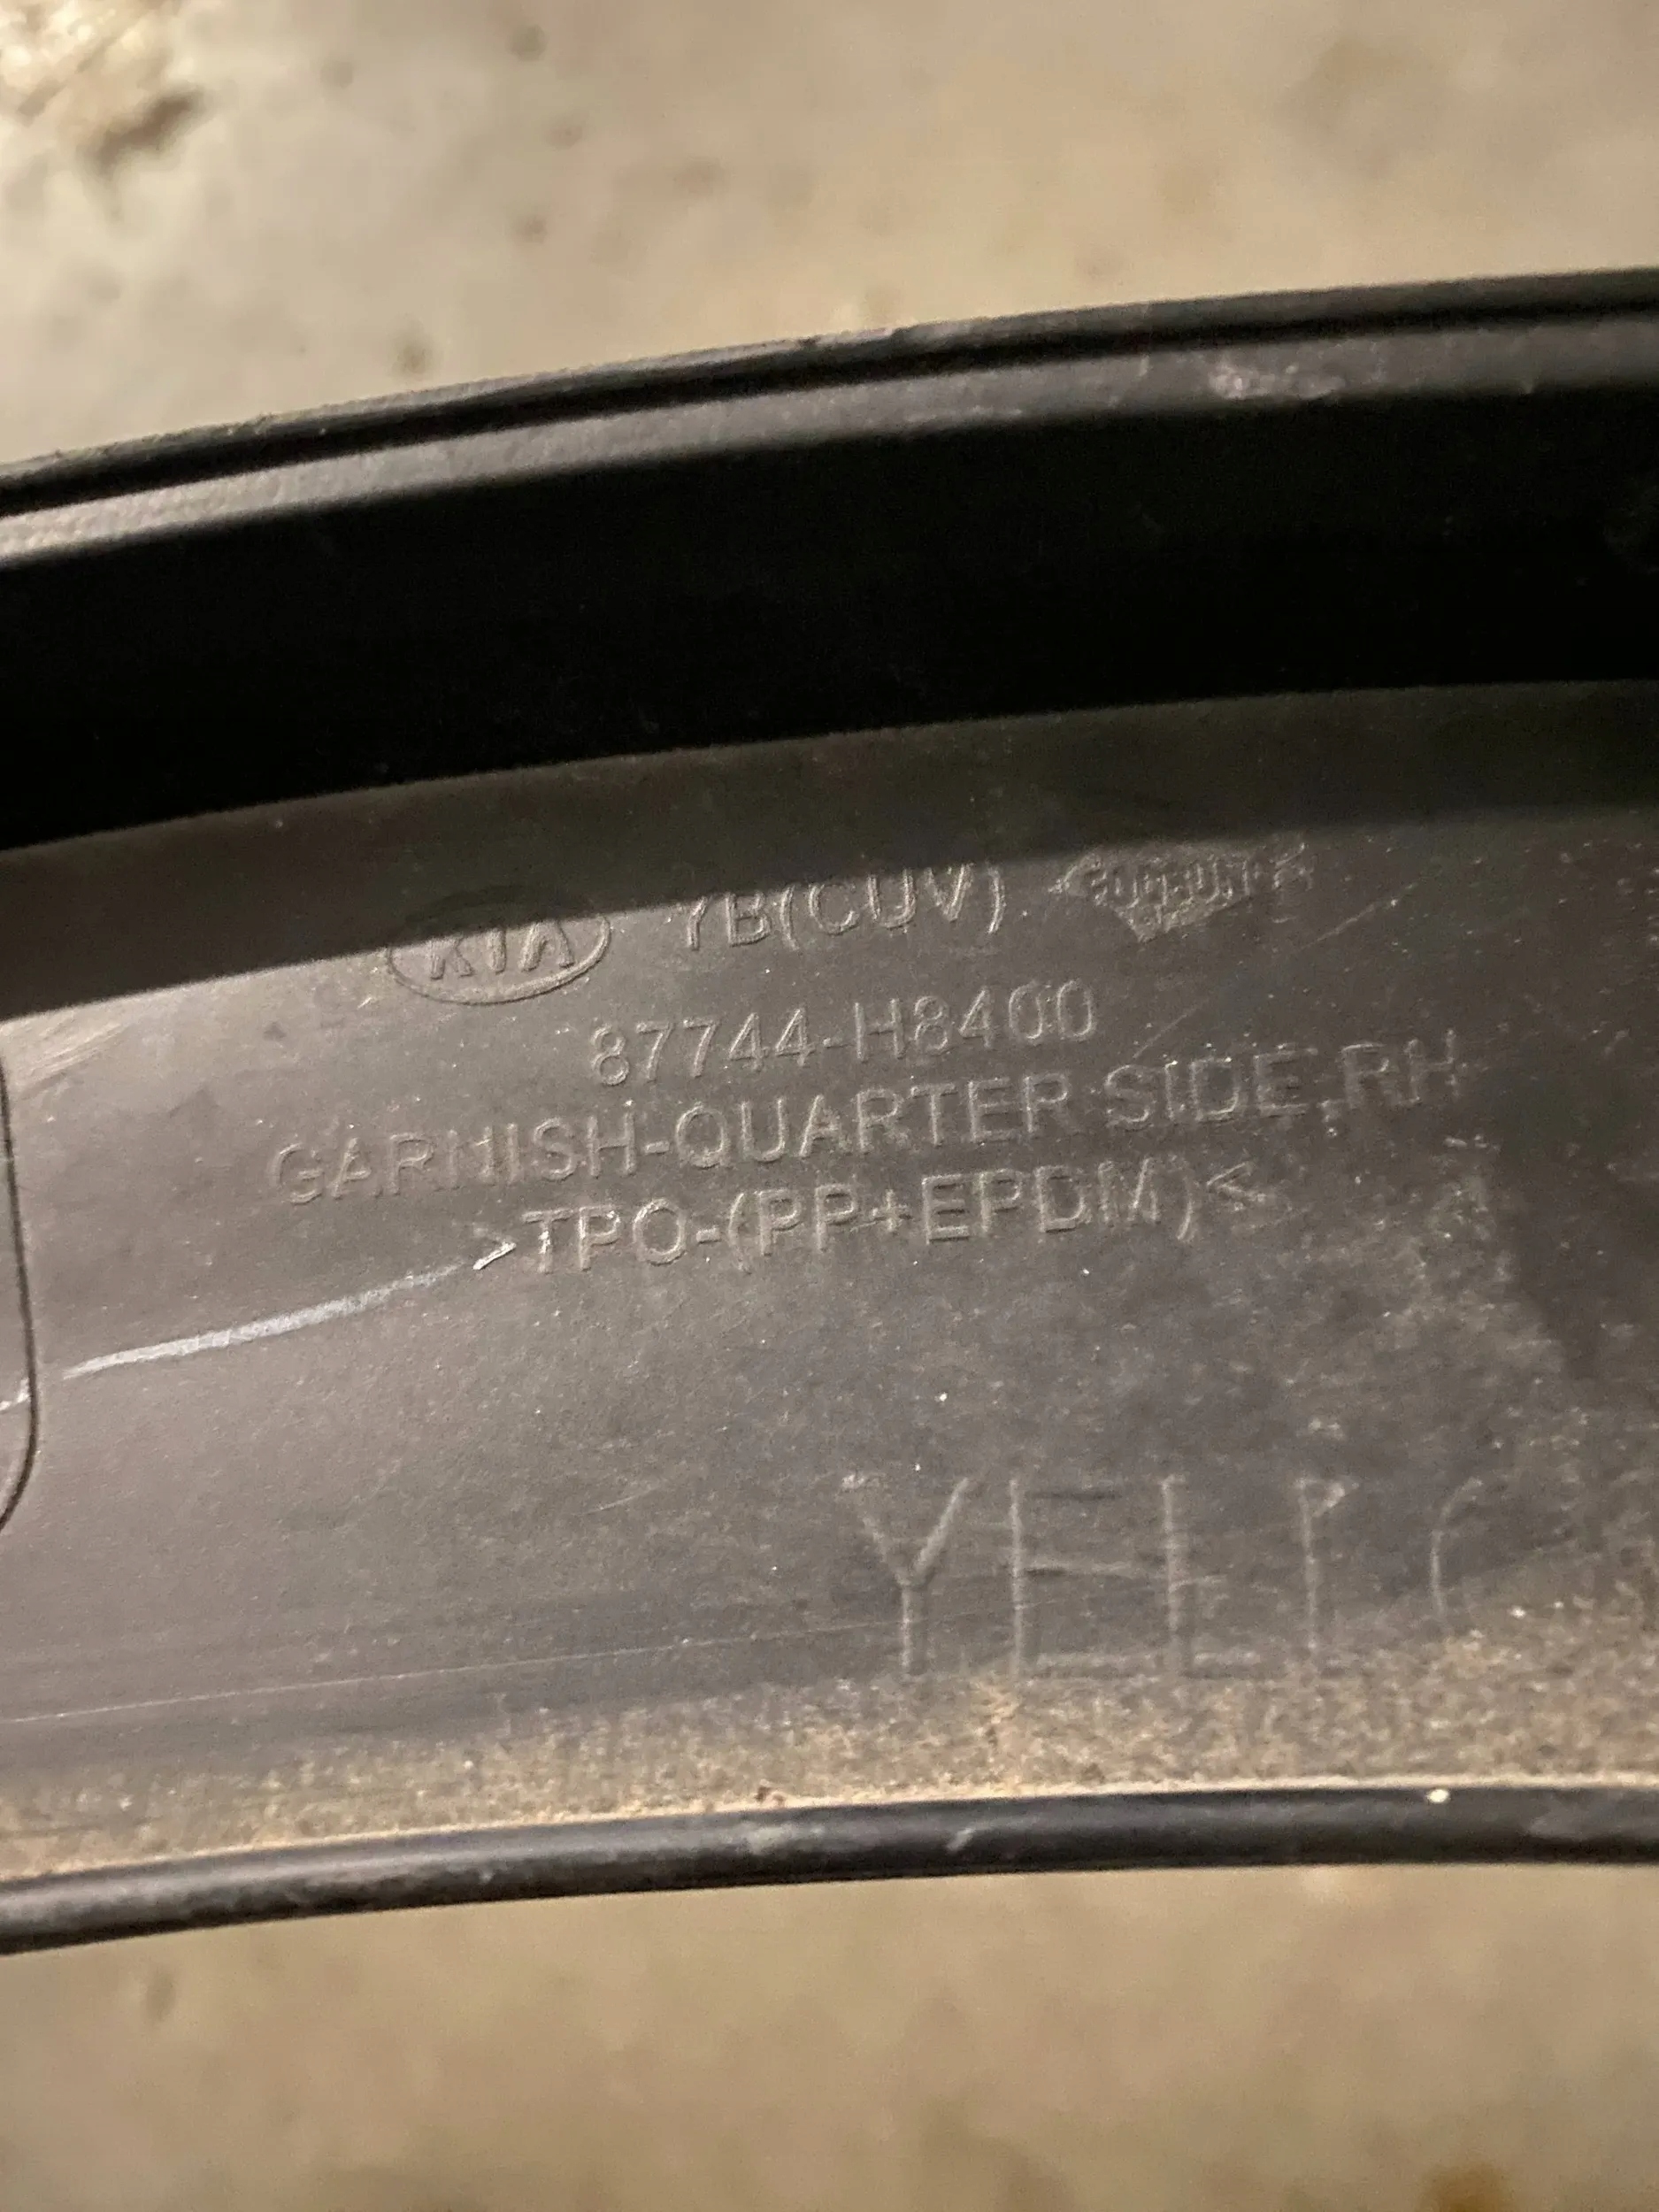 KIA YB(CUV)
87744-H8400
GARNISH-QUARTER SIDE,RH
>TPO-(PP+EPDM)<